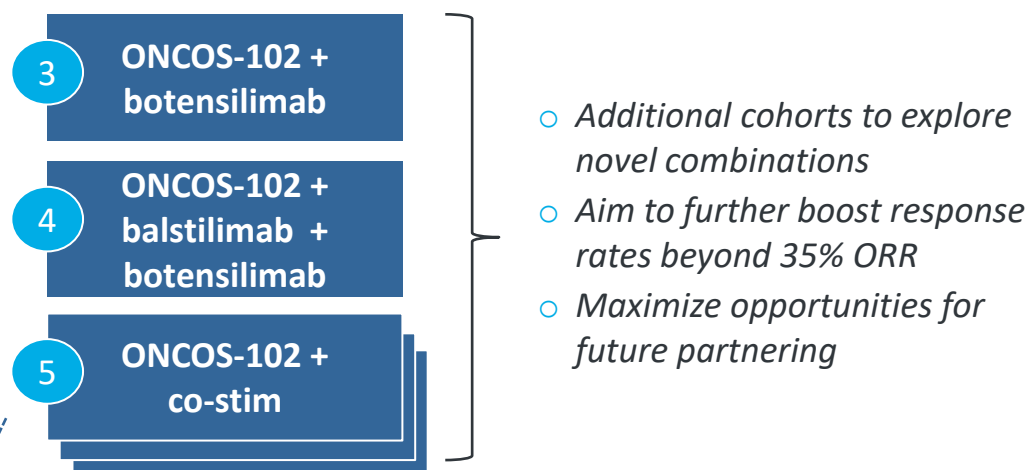 3
ONCOS-102 +
botensilimab
4
ONCOS-102 +
balstilimab +
botensilimab
5
ONCOS-102 +
co-stim
Additional cohorts to explore
novel combinations
Aim to further boost response
rates beyond 35% ORR
Maximize opportunities for
future partnering